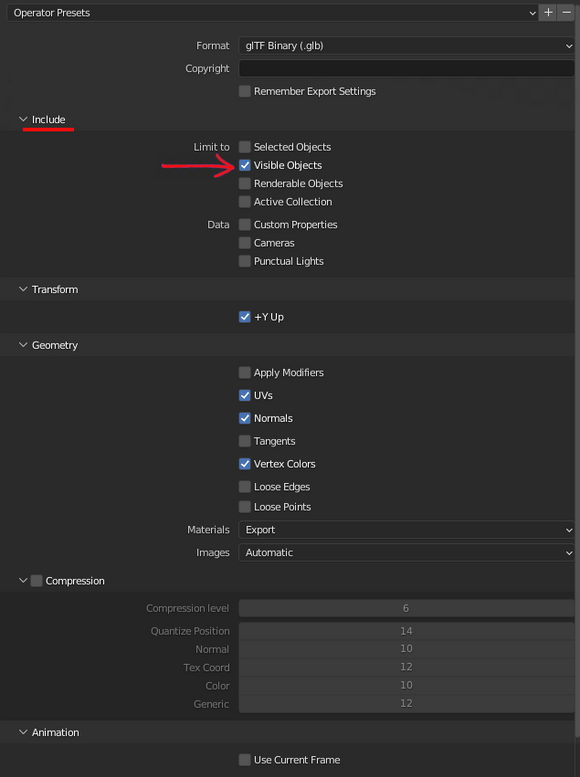 Operator Presets
Format glTF Binary (.glb)
Copyright
Remember Export Settings
Include
Limit to Selected Objects
Visible Objects
Renderable Objects
Active Collection
Data Custom Properties
Cameras
Punctual Lights
Transform
+Y Up
Geometry
Apply Modifiers
UVs
Normals
Tangents
Vertex Colors
Loose Edges
Loose Points
Materials Export
Images Automatic
Compression
Compression level 6
Quantize Position 14
Normal 10
Tex Coord 12
Color 10
Generic 12
Animation
Use Current Frame